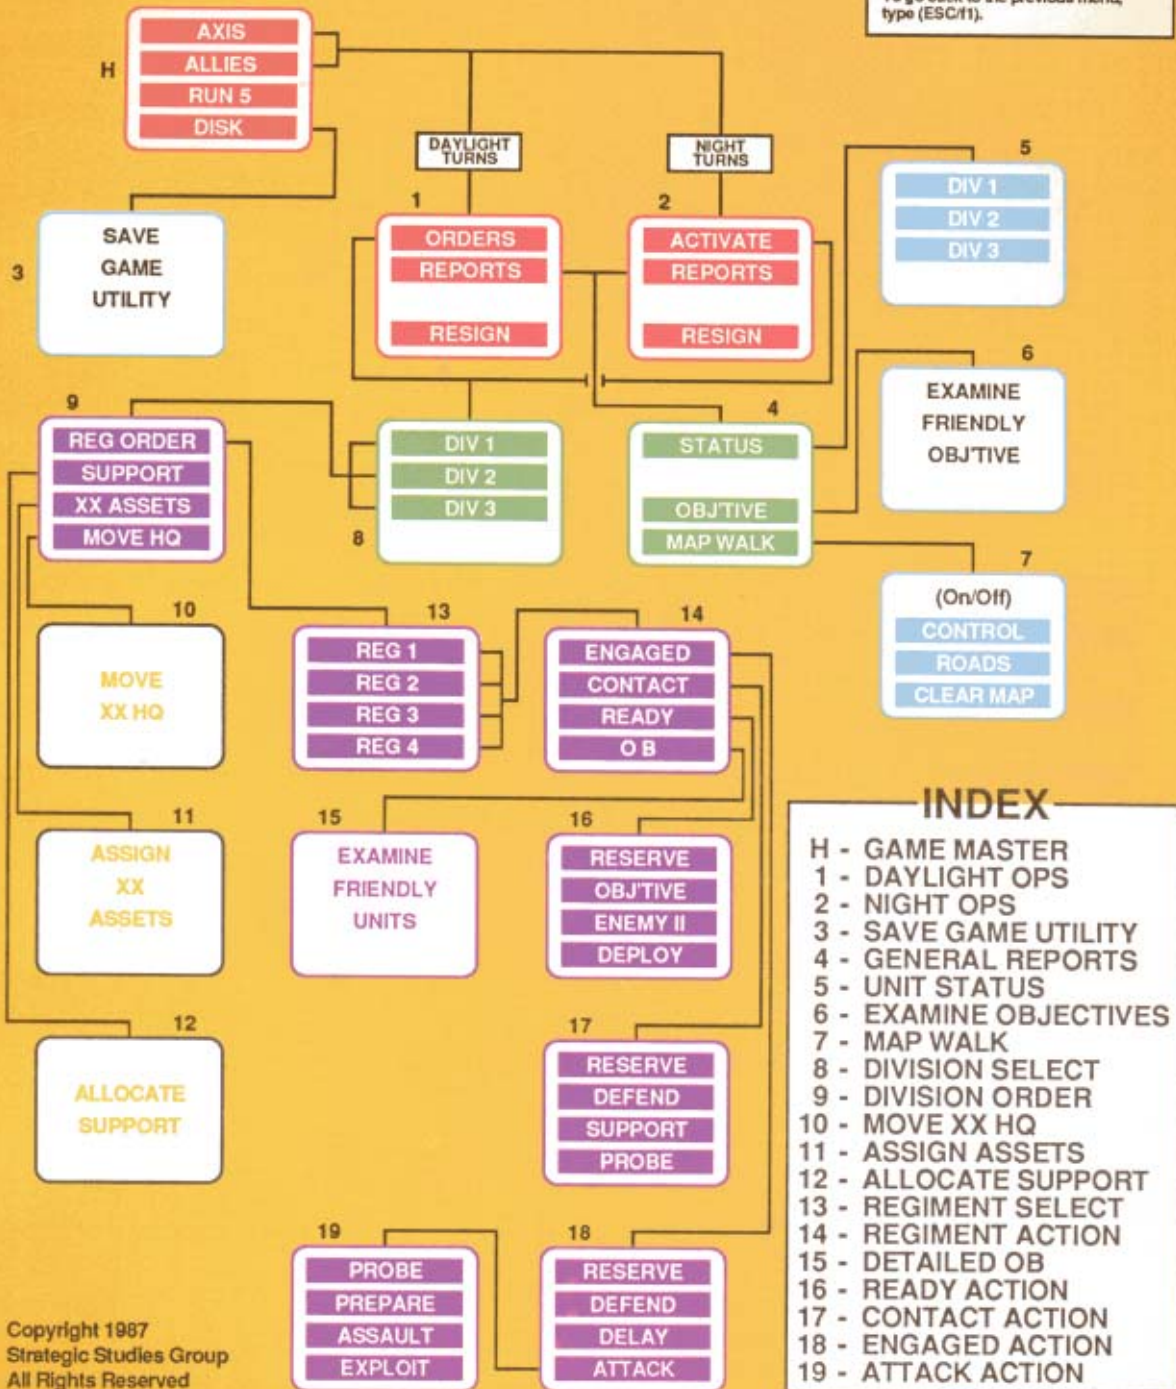 To go back to the previous menu,
type (ESC/f1).
H
AXIS
ALLIES
RUN 5
DISK
DAYLIGHT
TURNS
NIGHT
TURNS
3
SAVE
GAME
UTILITY
1
ORDERS
REPORTS
RESIGN
2
ACTIVATE
REPORTS
RESIGN
5
DIV 1
DIV 2
DIV 3
6
EXAMINE
FRIENDLY
OBJ'TIVE
9
REG ORDER
SUPPORT
XX ASSETS
MOVE HQ
8
DIV 1
DIV 2
DIV 3
4
STATUS
OBJ'TIVE
MAP WALK
7
(On/Off)
CONTROL
ROADS
CLEAR MAP
10
MOVE
XX HQ
13
REG 1
REG 2
REG 3
REG 4
14
ENGAGED
CONTACT
READY
O B
11
ASSIGN
XX
ASSETS
15
EXAMINE
FRIENDLY
UNITS
16
RESERVE
OBJ'TIVE
ENEMY II
DEPLOY
12
ALLOCATE
SUPPORT
17
RESERVE
DEFEND
SUPPORT
PROBE
19
PROBE
PREPARE
ASSAULT
EXPLOIT
18
RESERVE
DEFEND
DELAY
ATTACK
INDEX
H - GAME MASTER
1 - DAYLIGHT OPS
2 - NIGHT OPS
3 - SAVE GAME UTILITY
4 - GENERAL REPORTS
5 - UNIT STATUS
6 - EXAMINE OBJECTIVES
7 - MAP WALK
8 - DIVISION SELECT
9 - DIVISION ORDER
10 - MOVE XX HQ
11 - ASSIGN ASSETS
12 - ALLOCATE SUPPORT
13 - REGIMENT SELECT
14 - REGIMENT ACTION
15 - DETAILED OB
16 - READY ACTION
17 - CONTACT ACTION
18 - ENGAGED ACTION
19 - ATTACK ACTION
Copyright 1987
Strategic Studies Group
All Rights Reserved